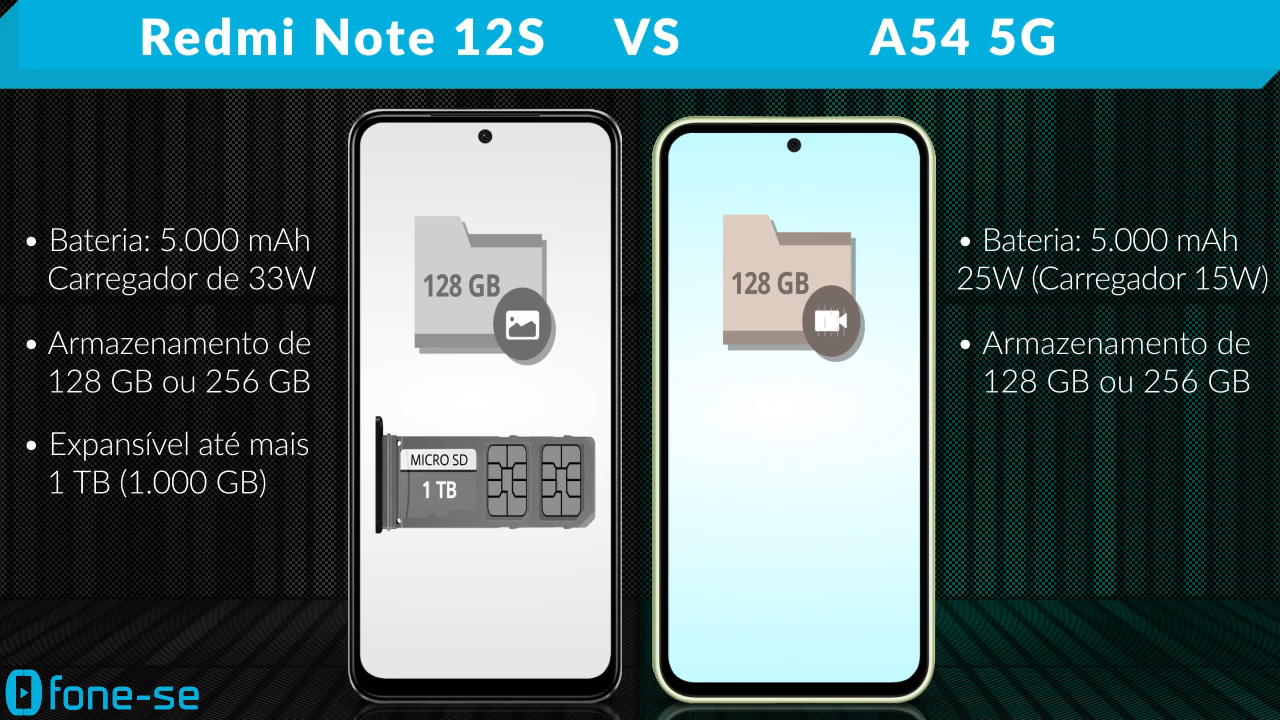 Redmi Note 12S VS A54 5G
• Bateria: 5.000 mAh
Carregador de 33W
• Armazenamento de
128 GB ou 256 GB
• Expansível até mais
1 TB (1.000 GB)
128 GB
MICRO SD
1 TB
128 GB
• Bateria: 5.000 mAh
25W (Carregador 15W)
• Armazenamento de
128 GB ou 256 GB
fone-se